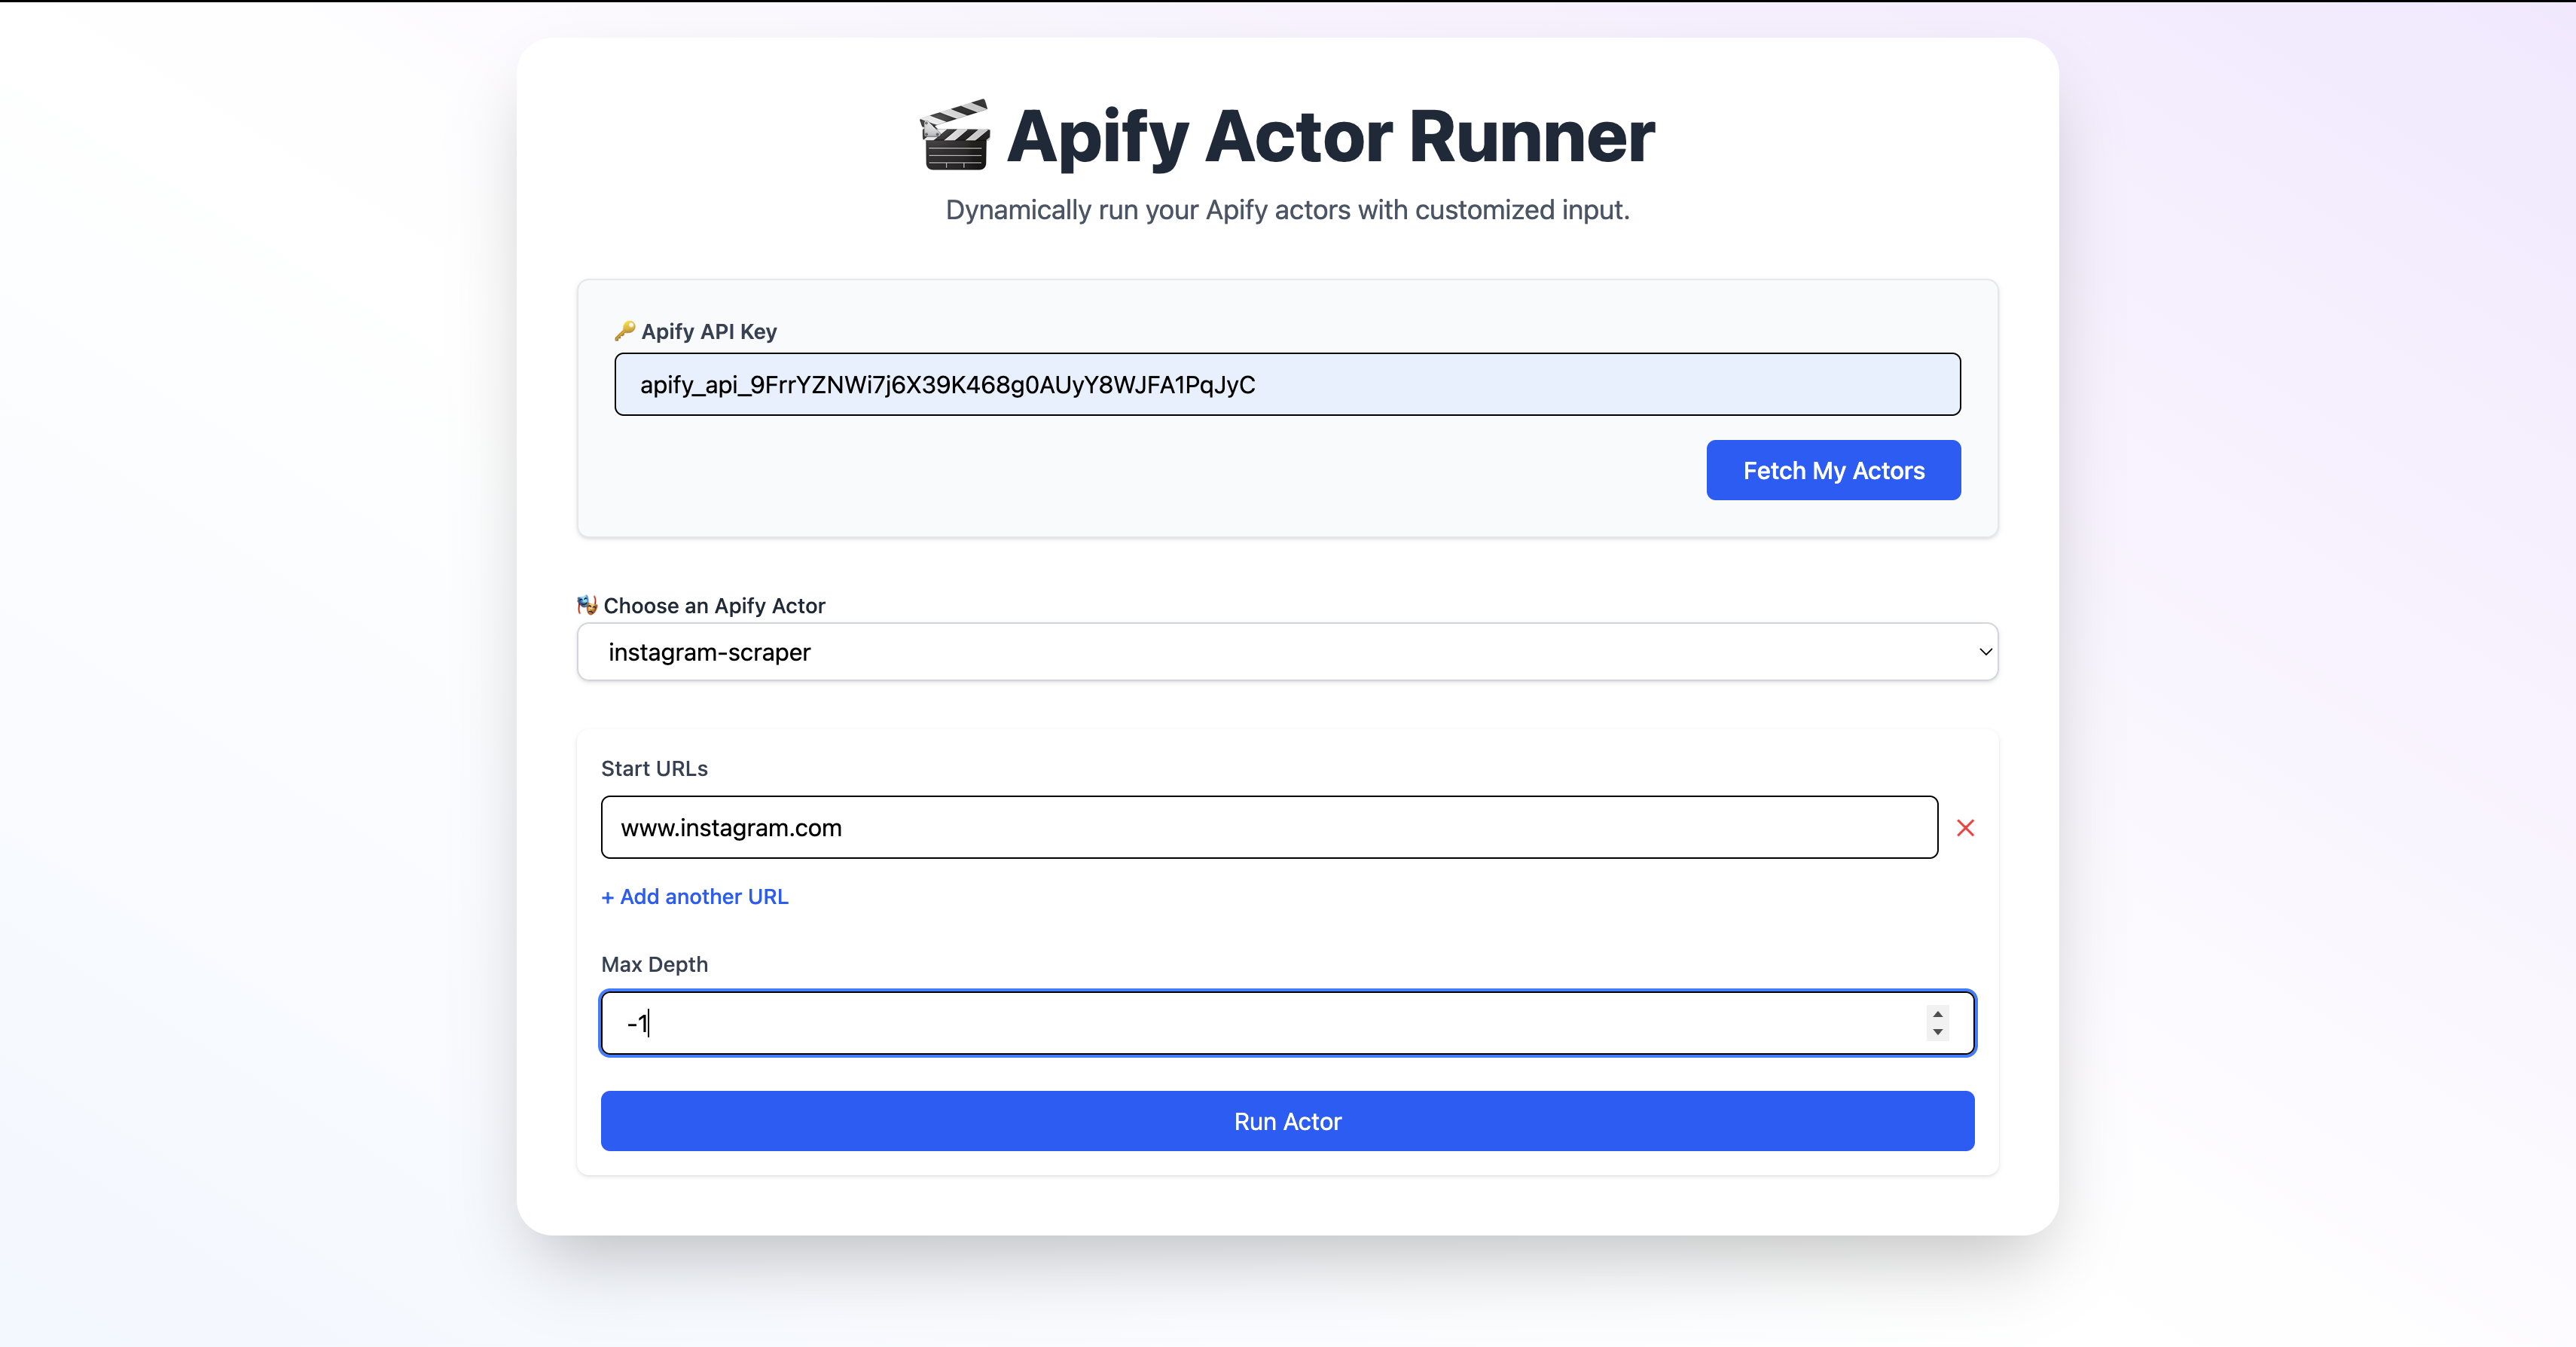 🎬 Apify Actor Runner
Dynamically run your Apify actors with customized input.
🔑 Apify API Key
apify_api_9FrrYZNWi7j6X39K468g0AUyY8WJFA1PqJyC
Fetch My Actors
🎭 Choose an Apify Actor
instagram-scraper
Start URLs
www.instagram.com
+ Add another URL
Max Depth
-1
Run Actor